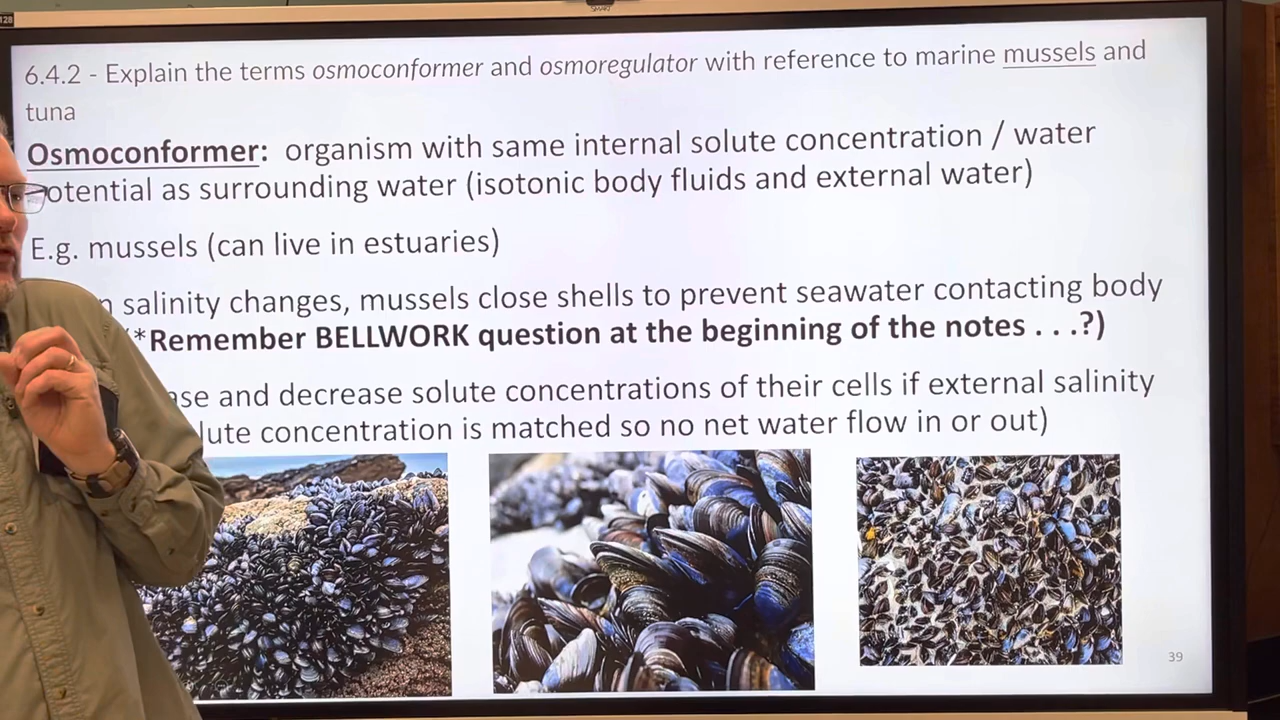 128
SMART
6.4.2 - Explain the terms osmoconformer and osmoregulator with reference to marine mussels and
tuna
Osmoconformer: organism with same internal solute concentration / water
otential as surrounding water (isotonic body fluids and external water)
E.g. mussels (can live in estuaries)
n salinity changes, mussels close shells to prevent seawater contacting body
(*Remember BELLWORK question at the beginning of the notes . . .?)
ase and decrease solute concentrations of their cells if external salinity
lute concentration is matched so no net water flow in or out)
39